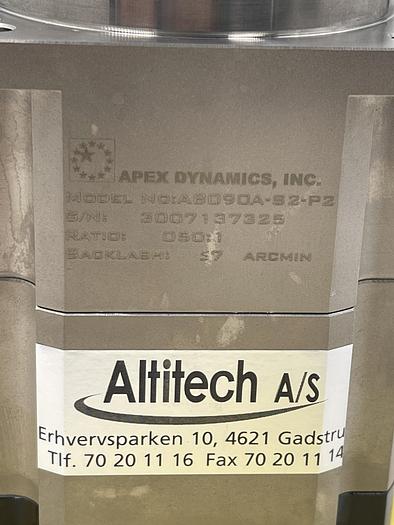 APEX DYNAMICS, INC.
MODEL NO:AB090A-S2-P2
S/N: 3007137325
RATIO: 050:1
BACKLASH: ≤7 ARCMIN
Altitech A/S
Erhvervsparken 10, 4621 Gadstru
Tlf. 70 20 11 16 Fax 70 20 11 14